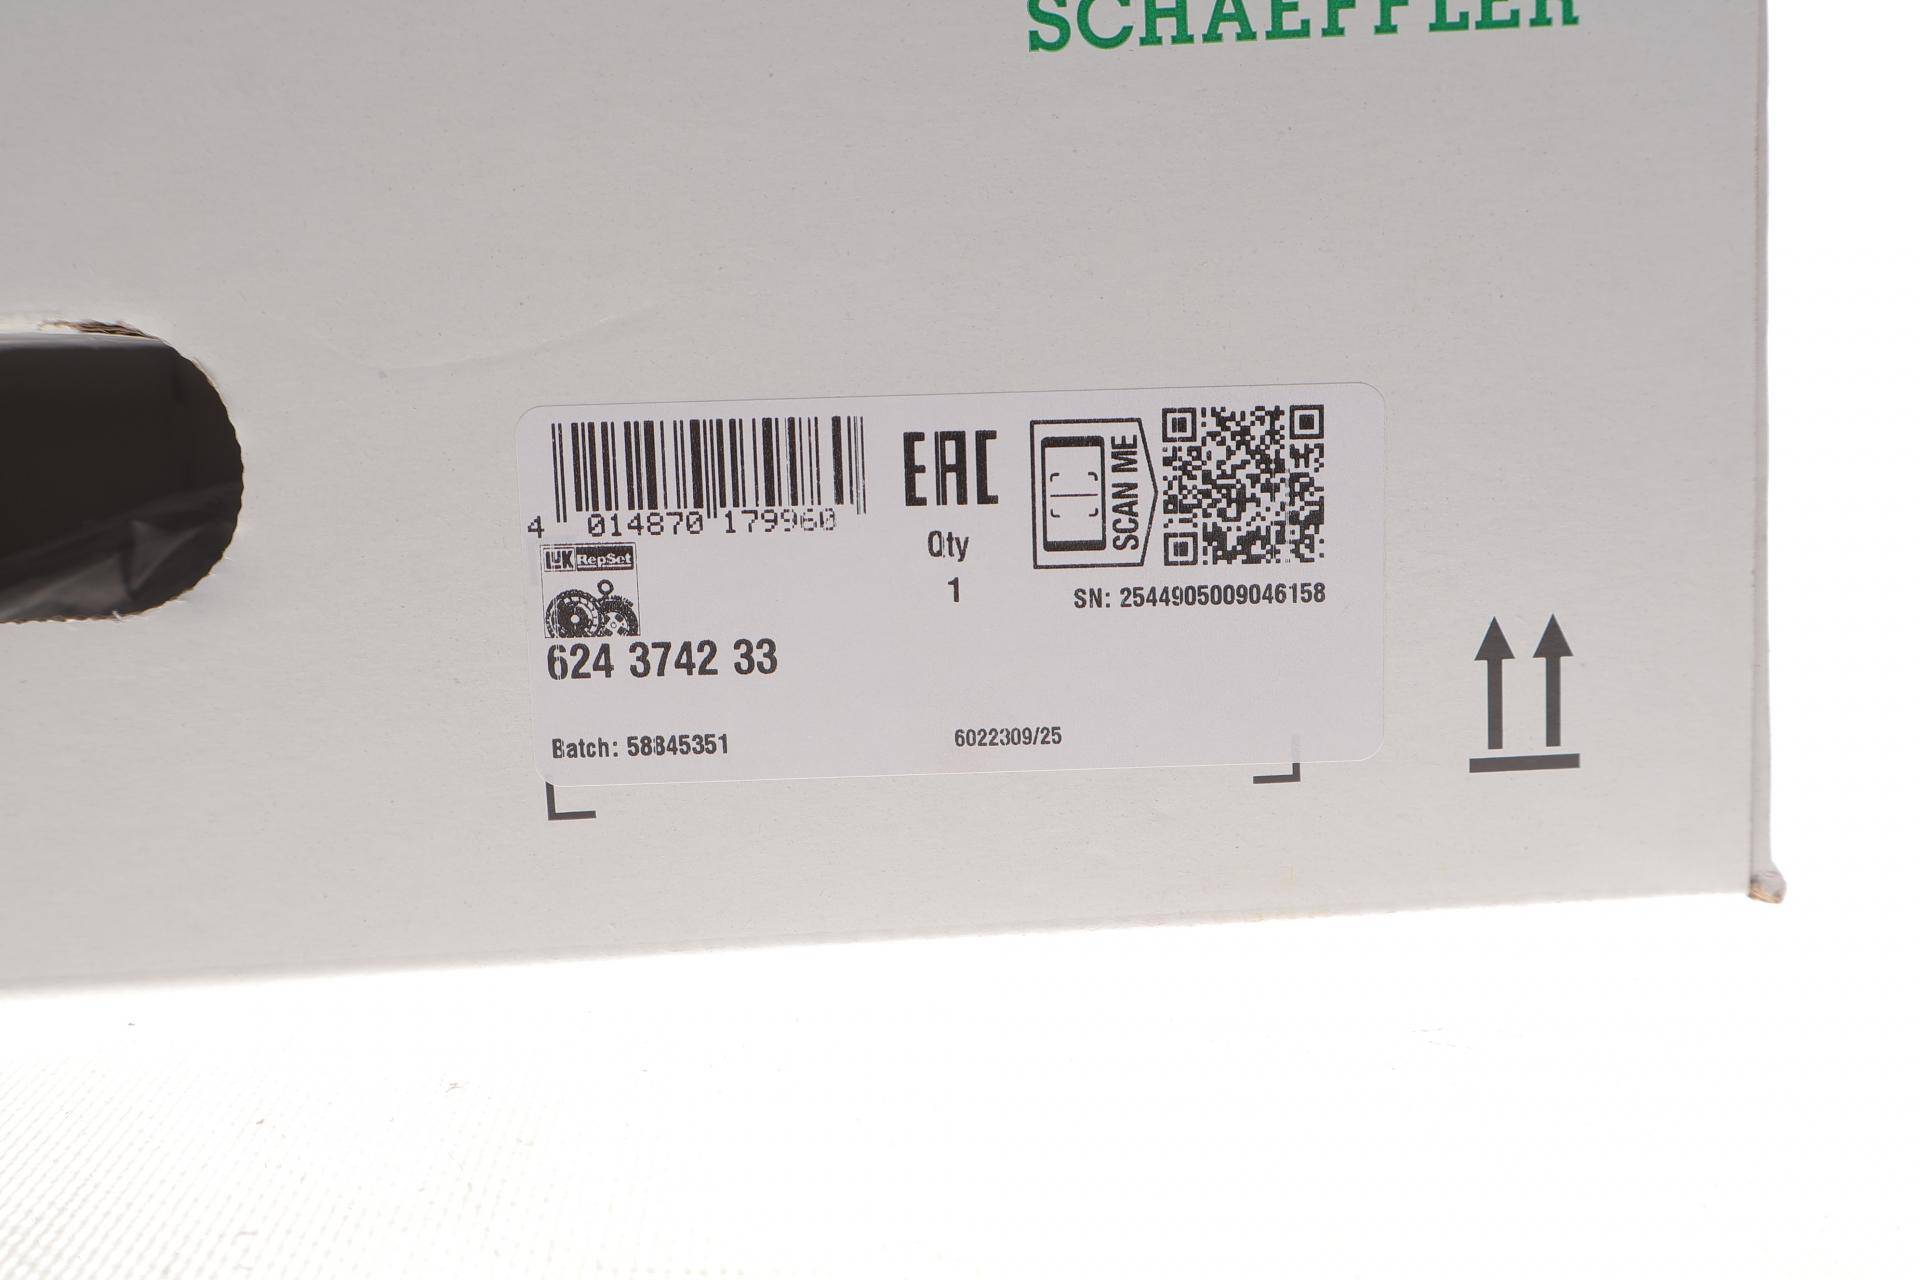 SCHAEFFLER
4 014870 179960
EAC
SCAN ME
LUK RepSet
Qty
1
SN: 2544905009046158
624 3742 33
Batch: 58845351
6022309/25